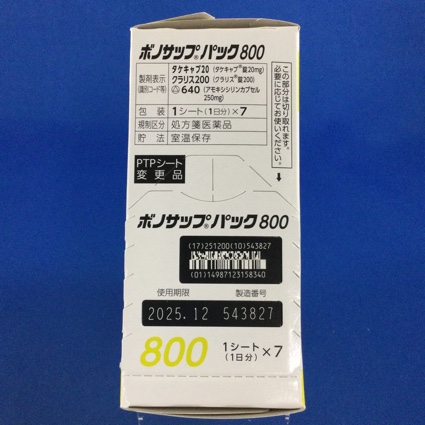 ボノサップ®パック800
製剤表示
(識別コード等)
タケキャブ20 (タケキャブ®錠20mg)
クラリス200 (クラリス®錠200)
640 (アモキシシリンカプセル
250mg)
包装 1シート(1日分)×7
規制区分 処方箋医薬品
貯法 室温保存
この部分は切り取れます。
必要に応じてお使いください。
PTPシート
変更品
ボノサップ®パック800
(17)251200(10)543827
(01)14987123158340
使用期限 製造番号
2025.12 543827
800 1シート×7
(1日分)